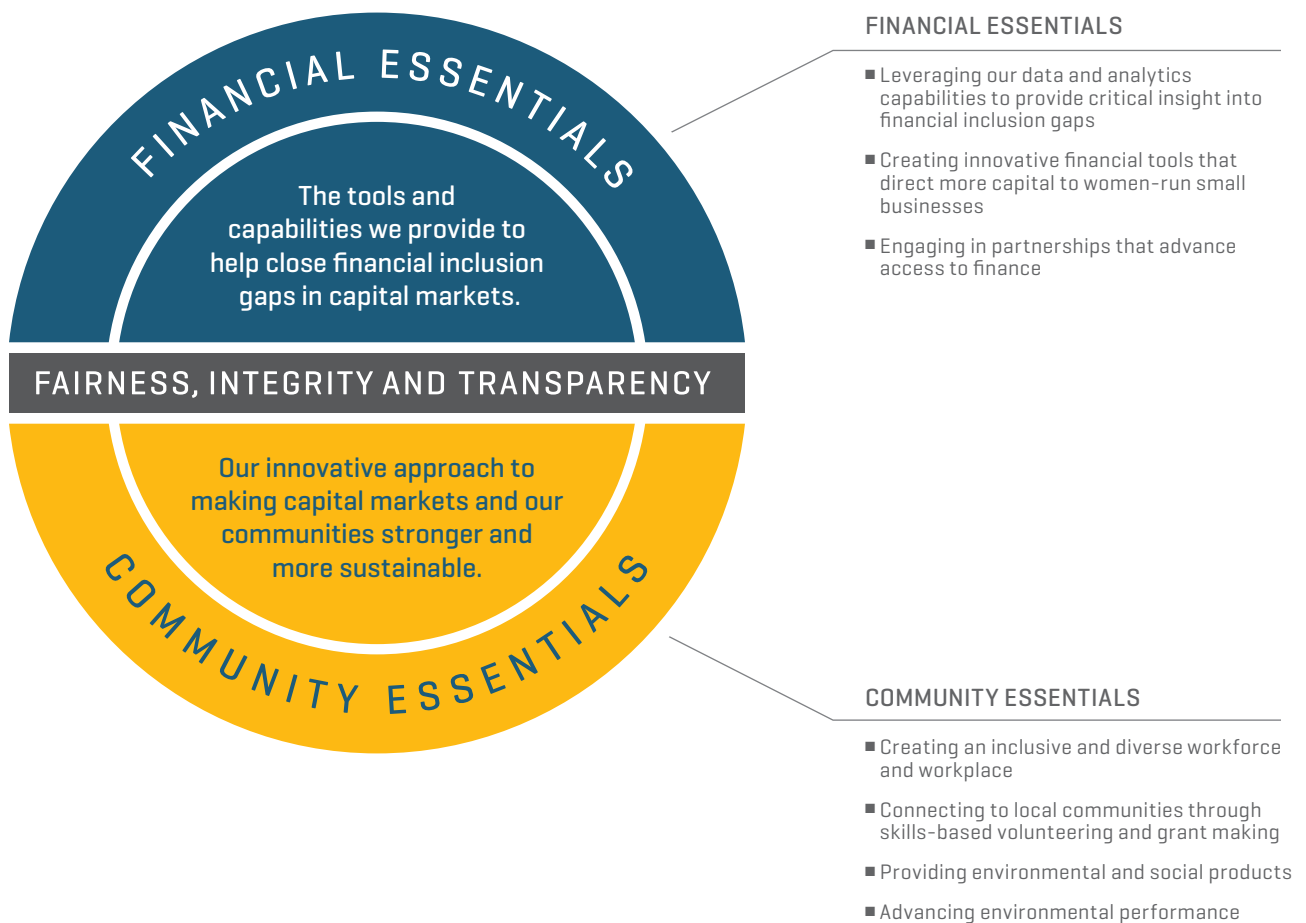 FINANCIAL ESSENTIALS
The tools and
capabilities we provide to
help close financial inclusion
gaps in capital markets.
FAIRNESS, INTEGRITY AND TRANSPARENCY
Our innovative approach to
making capital markets and our
communities stronger and
more sustainable.
COMMUNITY ESSENTIALS
FINANCIAL ESSENTIALS
■ Leveraging our data and analytics
capabilities to provide critical insight into
financial inclusion gaps
■ Creating innovative financial tools that
direct more capital to women-run small
businesses
■ Engaging in partnerships that advance
access to finance
COMMUNITY ESSENTIALS
■ Creating an inclusive and diverse workforce
and workplace
■ Connecting to local communities through
skills-based volunteering and grant making
■ Providing environmental and social products
■ Advancing environmental performance